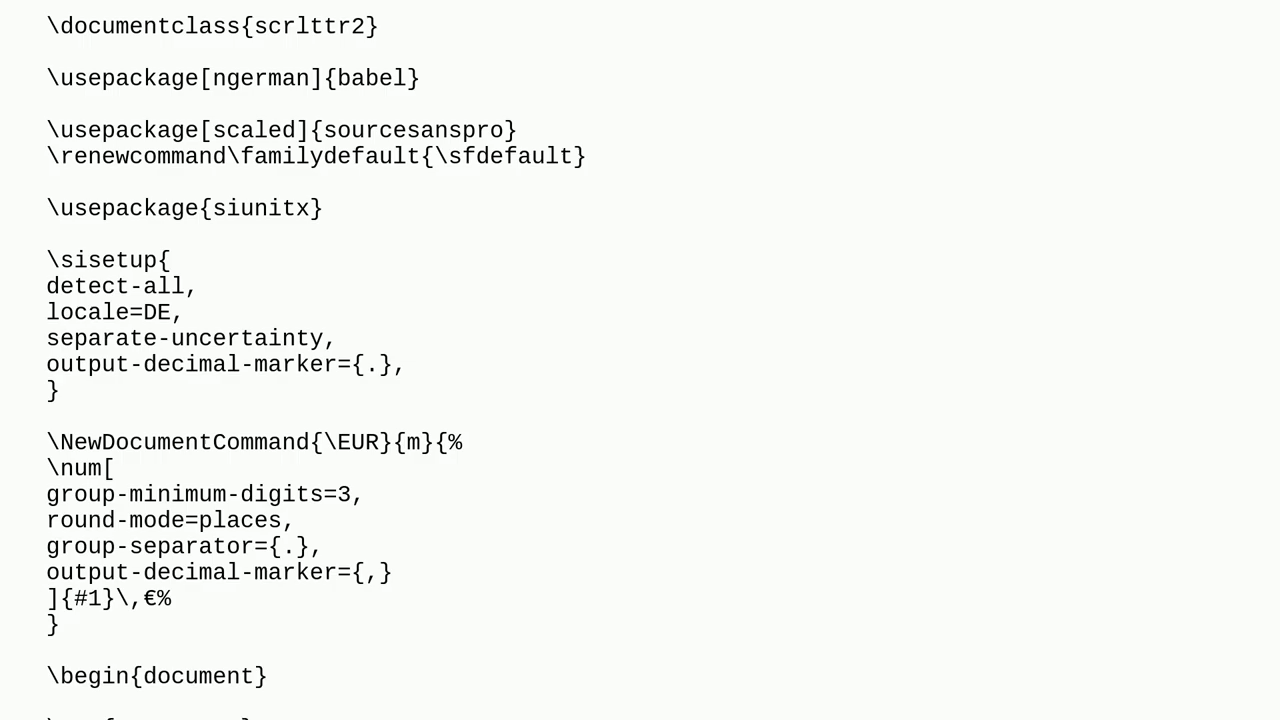 \documentclass{scrlttr2}
\usepackage[ngerman]{babel}
\usepackage[scaled]{sourcesanspro}
\renewcommand\familydefault{\sfdefault}
\usepackage{siunitx}
\sisetup{
detect-all,
locale=DE,
separate-uncertainty,
output-decimal-marker={.},
}
\NewDocumentCommand{\EUR}{m}{%
\num[
group-minimum-digits=3,
round-mode=places,
group-separator={.},
output-decimal-marker={,}
]{#1}\,€%
}
\begin{document}